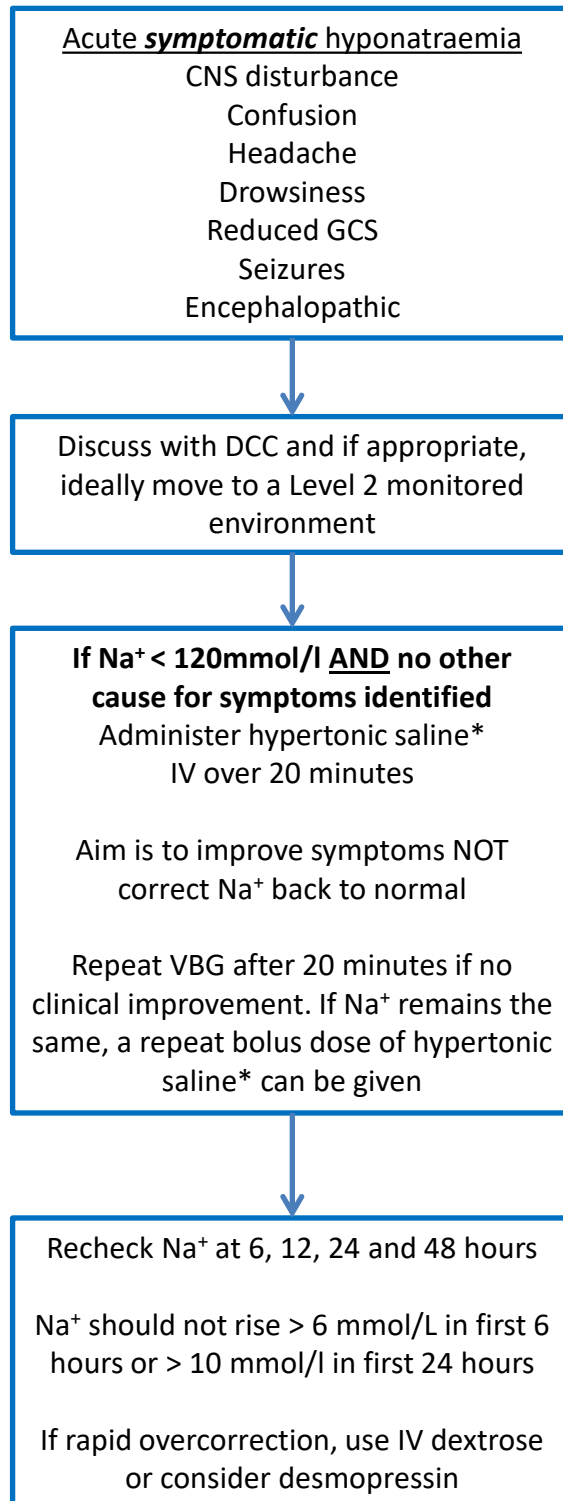 Acute symptomatic hyponatraemia
CNS disturbance
Confusion
Headache
Drowsiness
Reduced GCS
Seizures
Encephalopathic
Discuss with DCC and if appropriate,
ideally move to a Level 2 monitored
environment
If Na⁺ < 120mmol/l AND no other
cause for symptoms identified
Administer hypertonic saline*
IV over 20 minutes
Aim is to improve symptoms NOT
correct Na⁺ back to normal
Repeat VBG after 20 minutes if no
clinical improvement. If Na⁺ remains the
same, a repeat bolus dose of hypertonic
saline* can be given
Recheck Na⁺ at 6, 12, 24 and 48 hours
Na⁺ should not rise > 6 mmol/L in first 6
hours or > 10 mmol/l in first 24 hours
If rapid overcorrection, use IV dextrose
or consider desmopressin